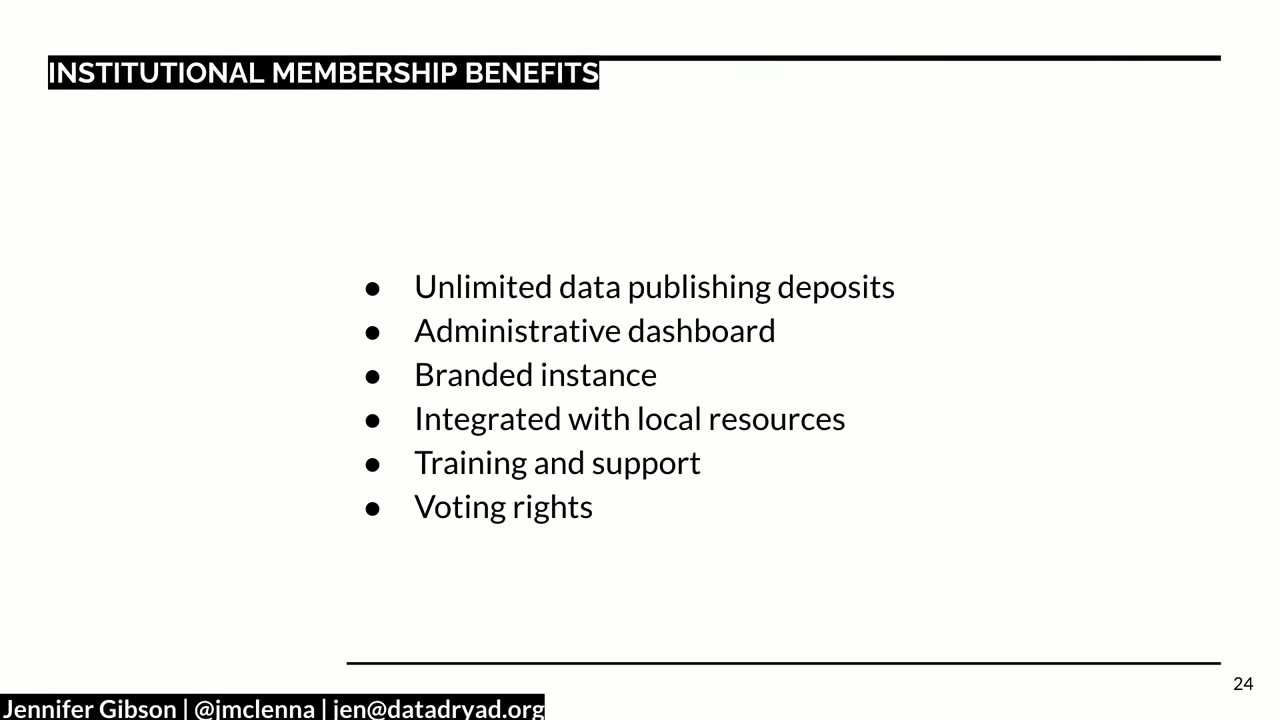 INSTITUTIONAL MEMBERSHIP BENEFITS
● Unlimited data publishing deposits
● Administrative dashboard
● Branded instance
● Integrated with local resources
● Training and support
● Voting rights
24
Jennifer Gibson | @jmclenna | jen@datadryad.org